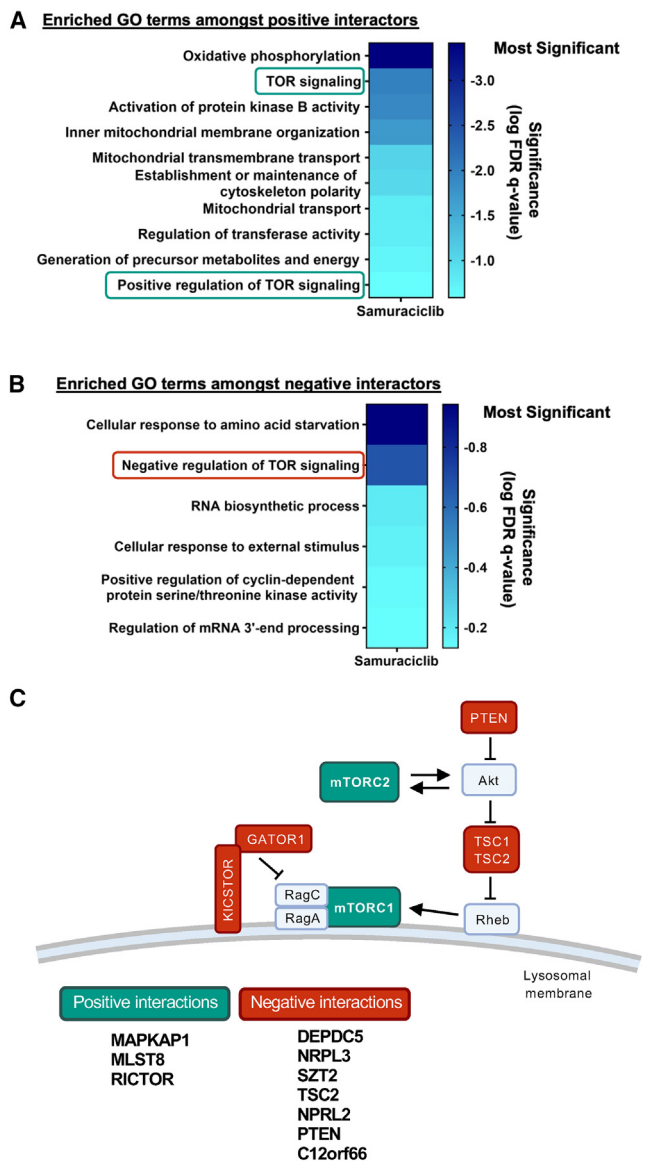 A Enriched GO terms amongst positive interactors
Most Significant
Oxidative phosphorylation
TOR signaling
Activation of protein kinase B activity
Inner mitochondrial membrane organization
Mitochondrial transmembrane transport
Establishment or maintenance of
cytoskeleton polarity
Mitochondrial transport
Regulation of transferase activity
Generation of precursor metabolites and energy
Positive regulation of TOR signaling
Samuraciclib
-3.0
-2.5
-2.0
-1.5
-1.0
Significance
(log FDR q-value)
B Enriched GO terms amongst negative interactors
Most Significant
Cellular response to amino acid starvation
Negative regulation of TOR signaling
RNA biosynthetic process
Cellular response to external stimulus
Positive regulation of cyclin-dependent
protein serine/threonine kinase activity
Regulation of mRNA 3'-end processing
Samuraciclib
-0.8
-0.6
-0.4
-0.2
Significance
(log FDR q-value)
C
PTEN
mTORC2
Akt
GATOR1
TSC1
TSC2
KICSTOR
RagC
RagA
mTORC1
Rheb
Lysosomal
membrane
Positive interactions
MAPKAP1
MLST8
RICTOR
Negative interactions
DEPDC5
NRPL3
SZT2
TSC2
NPRL2
PTEN
C12orf66